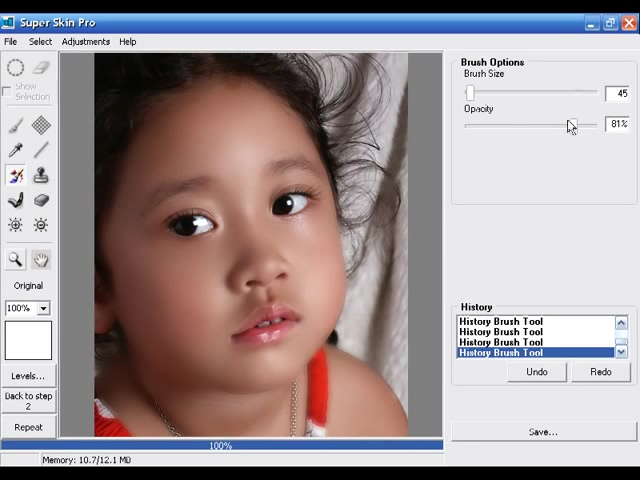 Super Skin Pro
File Select Adjustments Help
Show
Selection
Original
100%
Levels...
Back to step
2
Repeat
100%
Memory: 10.7/12.1 MB
Brush Options
Brush Size
45
Opacity
81%
History
History Brush Tool
History Brush Tool
History Brush Tool
History Brush Tool
Undo Redo
Save...